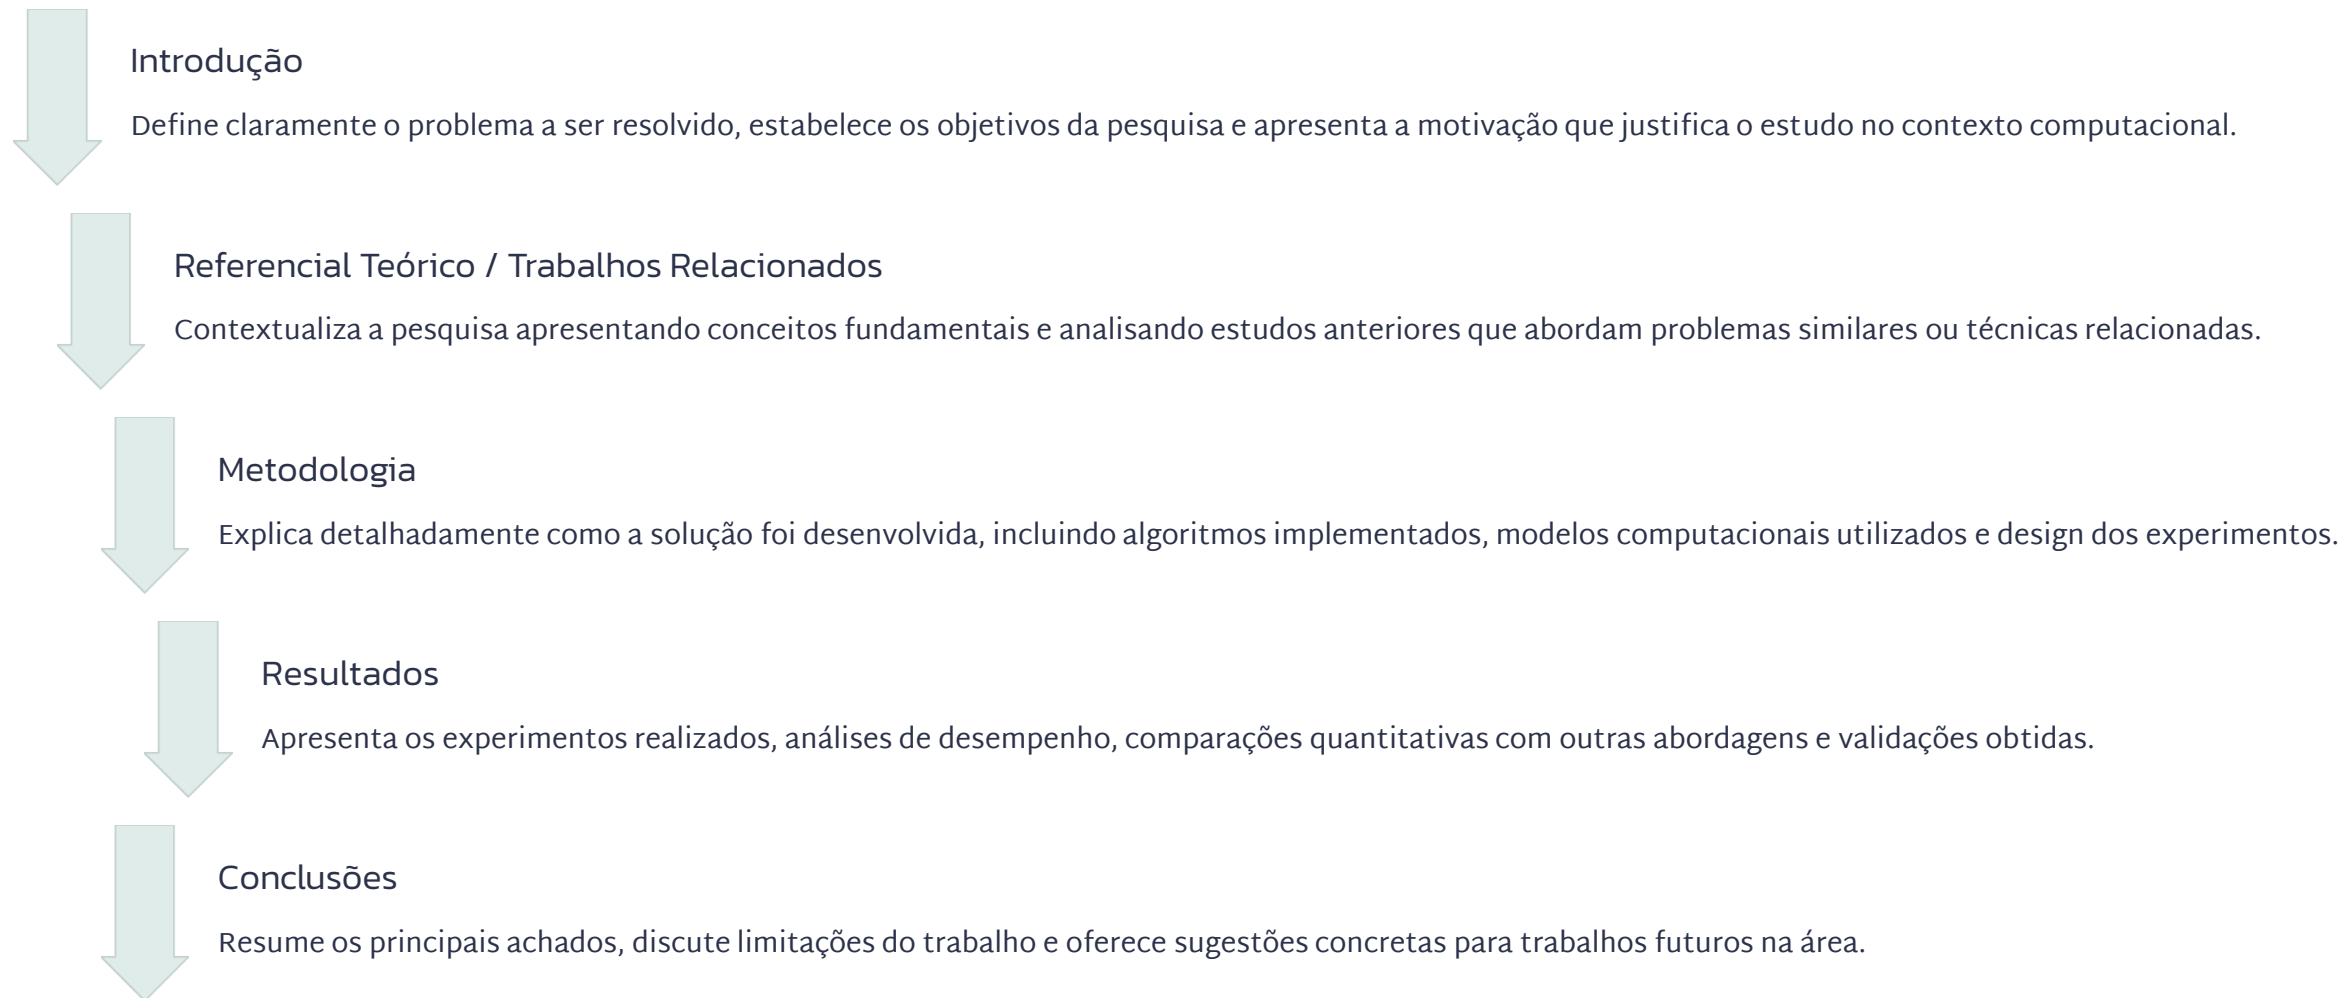 Introdução
Define claramente o problema a ser resolvido, estabelece os objetivos da pesquisa e apresenta a motivação que justifica o estudo no contexto computacional.
Referencial Teórico / Trabalhos Relacionados
Contextualiza a pesquisa apresentando conceitos fundamentais e analisando estudos anteriores que abordam problemas similares ou técnicas relacionadas.
Metodologia
Explica detalhadamente como a solução foi desenvolvida, incluindo algoritmos implementados, modelos computacionais utilizados e design dos experimentos.
Resultados
Apresenta os experimentos realizados, análises de desempenho, comparações quantitativas com outras abordagens e validações obtidas.
Conclusões
Resume os principais achados, discute limitações do trabalho e oferece sugestões concretas para trabalhos futuros na área.